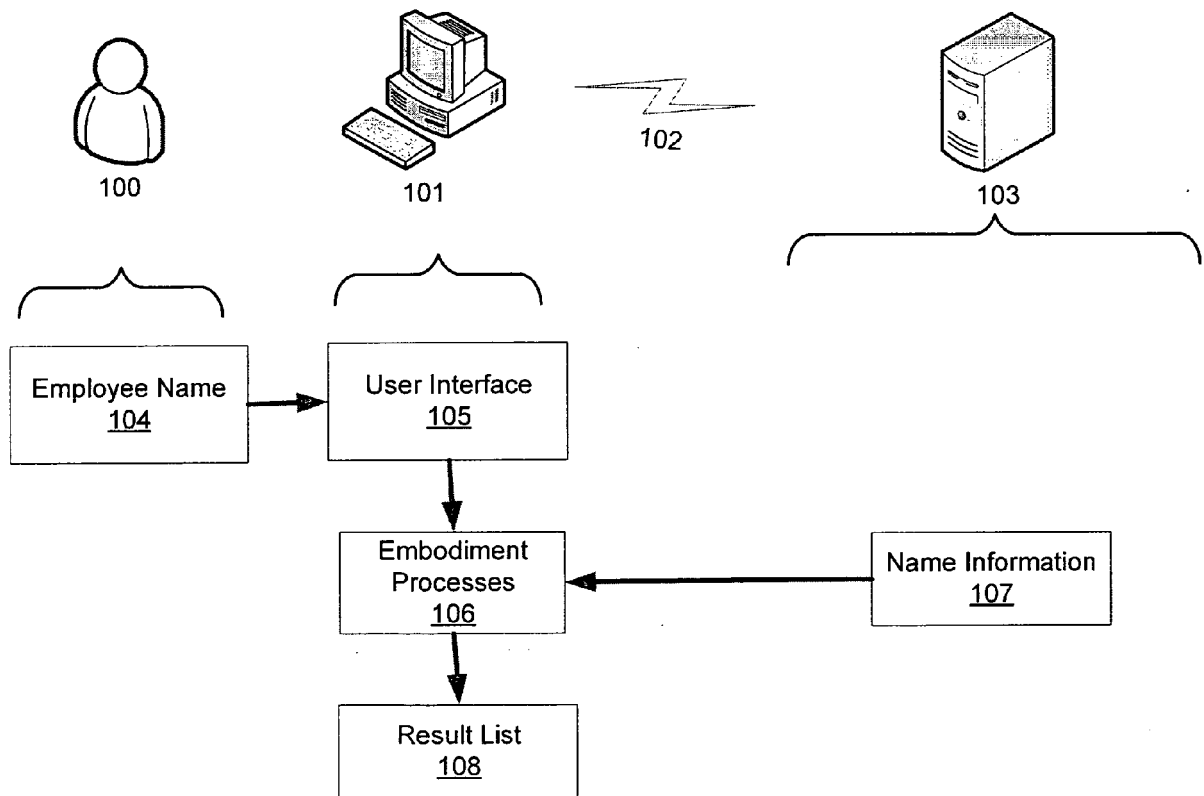 100
101
102
103
Employee Name
104
User Interface
105
Embodiment
Processes
106
Name Information
107
Result List
108